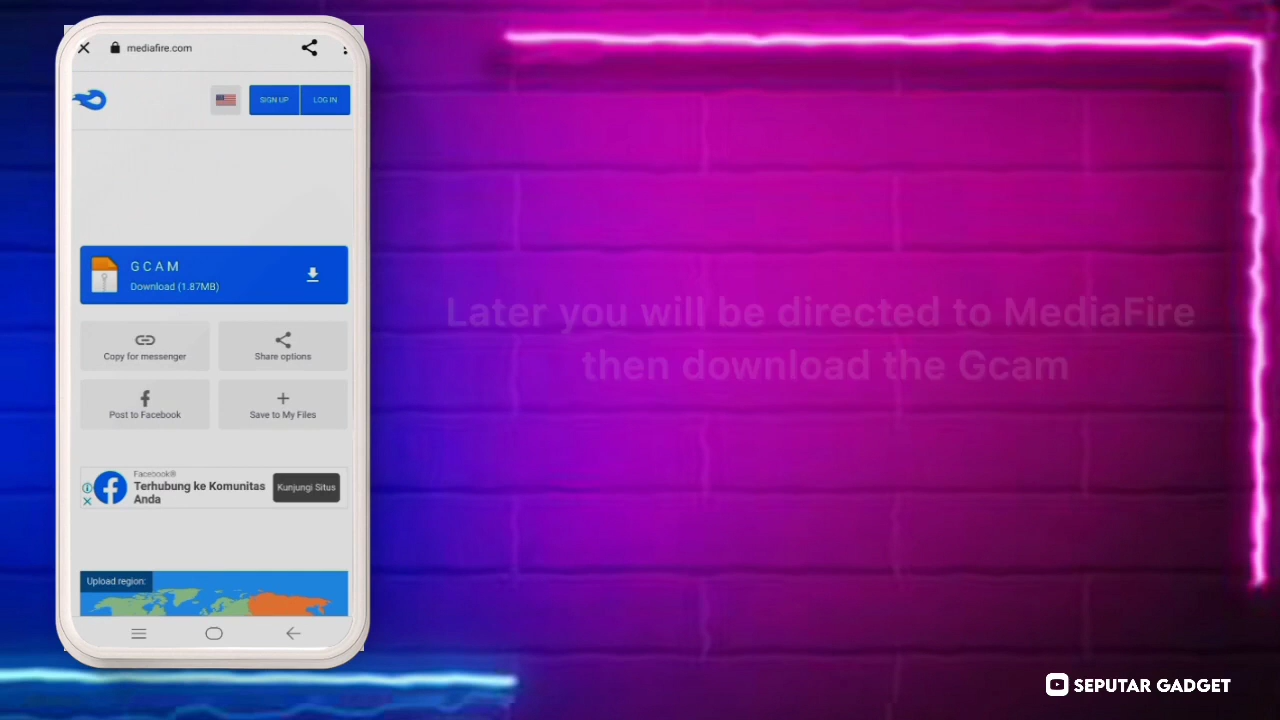 mediafire.com
SIGN UP
LOG IN
G C A M
Download (1.87MB)
Copy for messenger
Share options
Post to Facebook
Save to My Files
Facebook®
Terhubung ke Komunitas
Anda
Kunjungi Situs
Upload region:
Later you will be directed to MediaFire
then download the Gcam
SEPUTAR GADGET